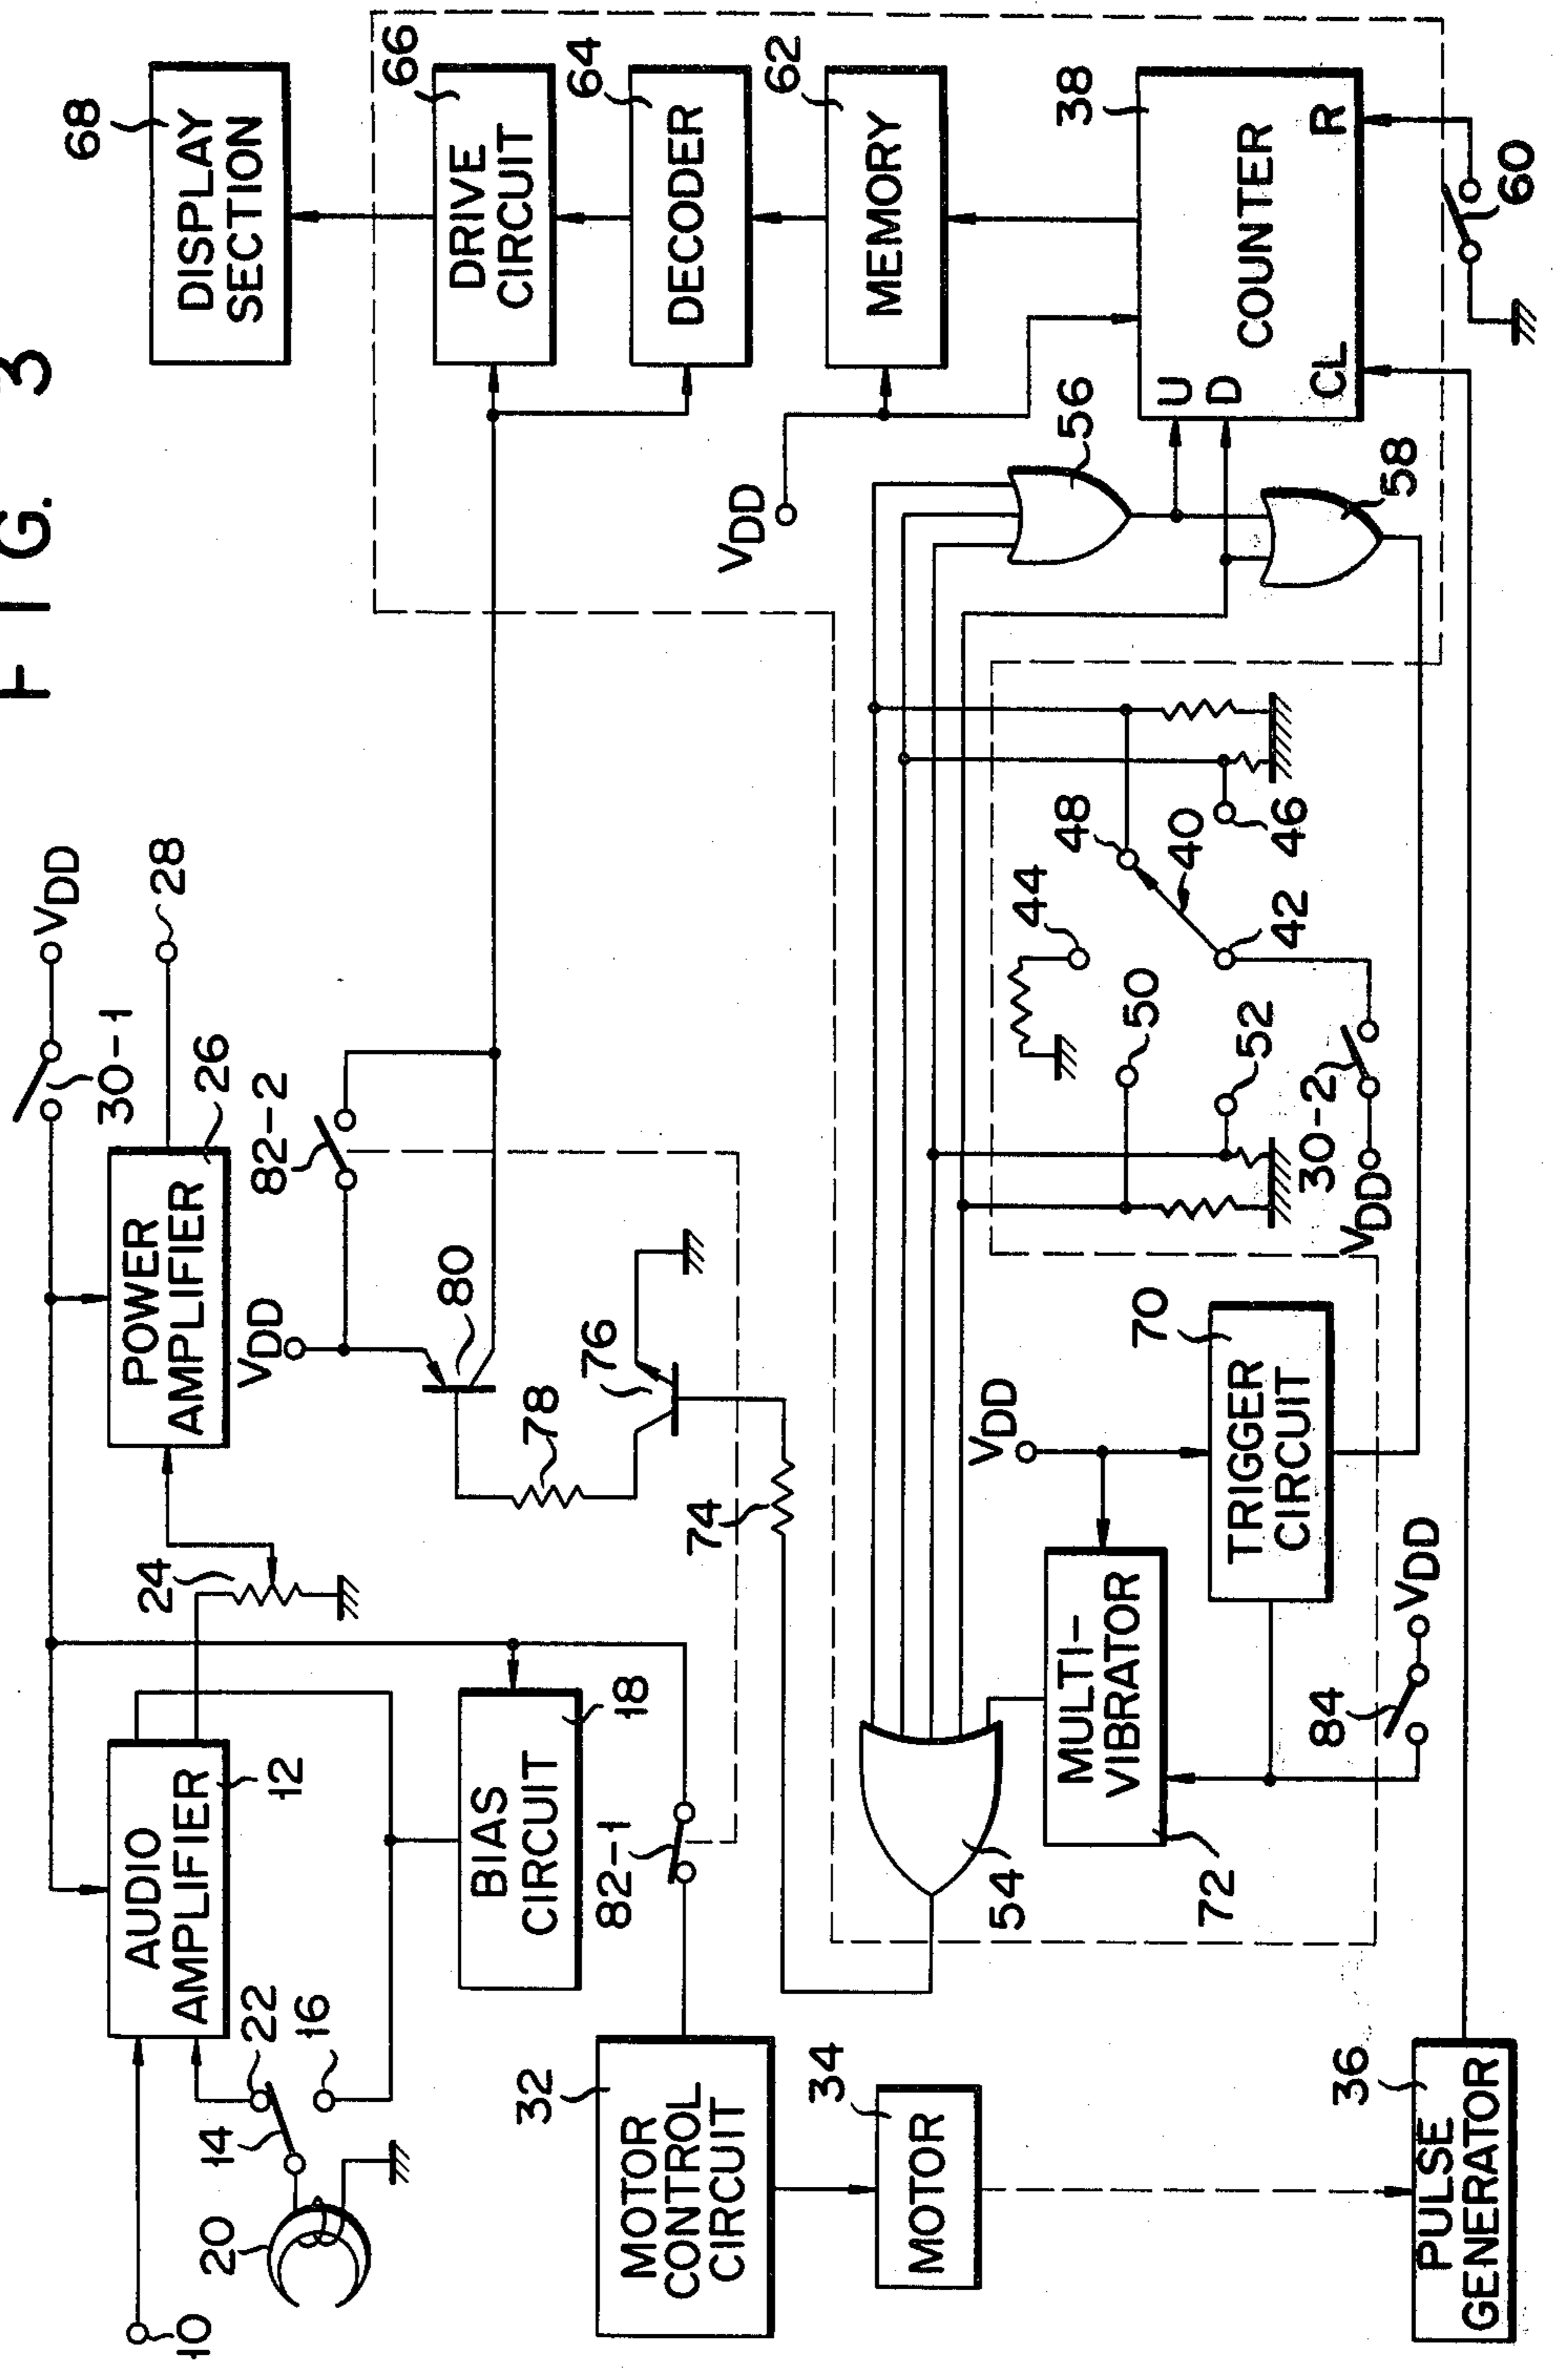 FIG. 3
10
AUDIO
AMPLIFIER
12
14
22
16
20
BIAS
CIRCUIT
18
24
POWER
AMPLIFIER
26
28
30-1
VDD
82-1
82-2
VDD
80
78
76
74
MOTOR
CONTROL
CIRCUIT
32
MOTOR
34
PULSE
GENERATOR
36
54
MULTI-
VIBRATOR
72
TRIGGER
CIRCUIT
70
VDD
84
VDD
30-2
VDD
52
50
44
42
40
48
46
VDD
56
58
COUNTER
U
D
CL
R
38
60
MEMORY
62
DECODER
64
DRIVE
CIRCUIT
66
DISPLAY
SECTION
68